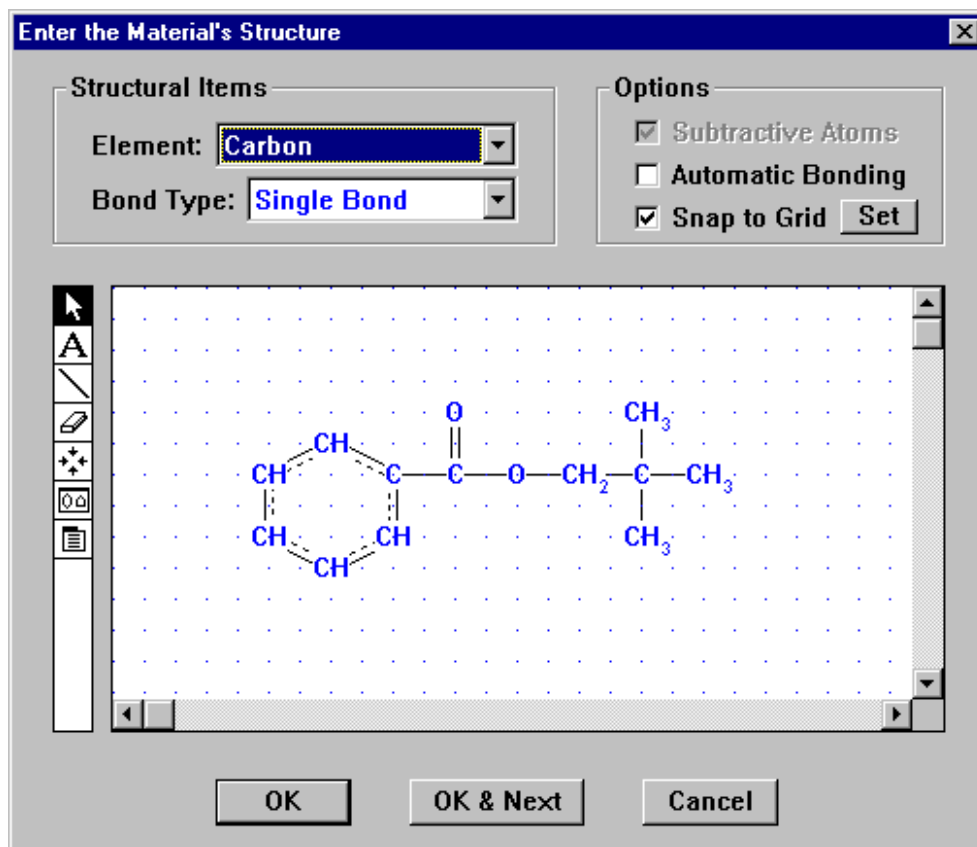 Enter the Material's Structure
Structural Items
Element: Carbon
Bond Type: Single Bond
Options
Subtractive Atoms
Automatic Bonding
Snap to Grid Set
A
O CH3
CH
CH C C O CH2 C CH3
CH CH CH3
CH
OK OK & Next Cancel